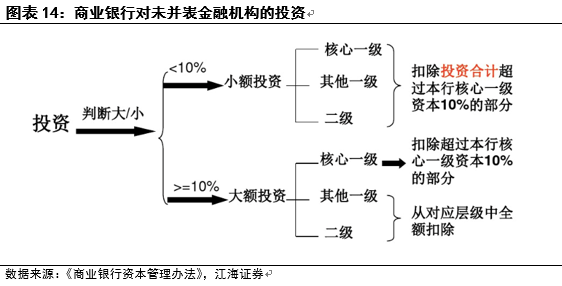 图表 14：商业银行对未并表金融机构的投资
投资
判断大/小
<10%
小额投资
核心一级
其他一级
二级
扣除投资合计超
过本行核心一级
资本10%的部分
>=10%
大额投资
核心一级
其他一级
二级
扣除超过本行核
心一级资本10%
的部分
从对应层级中全
额扣除
数据来源：《商业银行资本管理办法》，江海证券